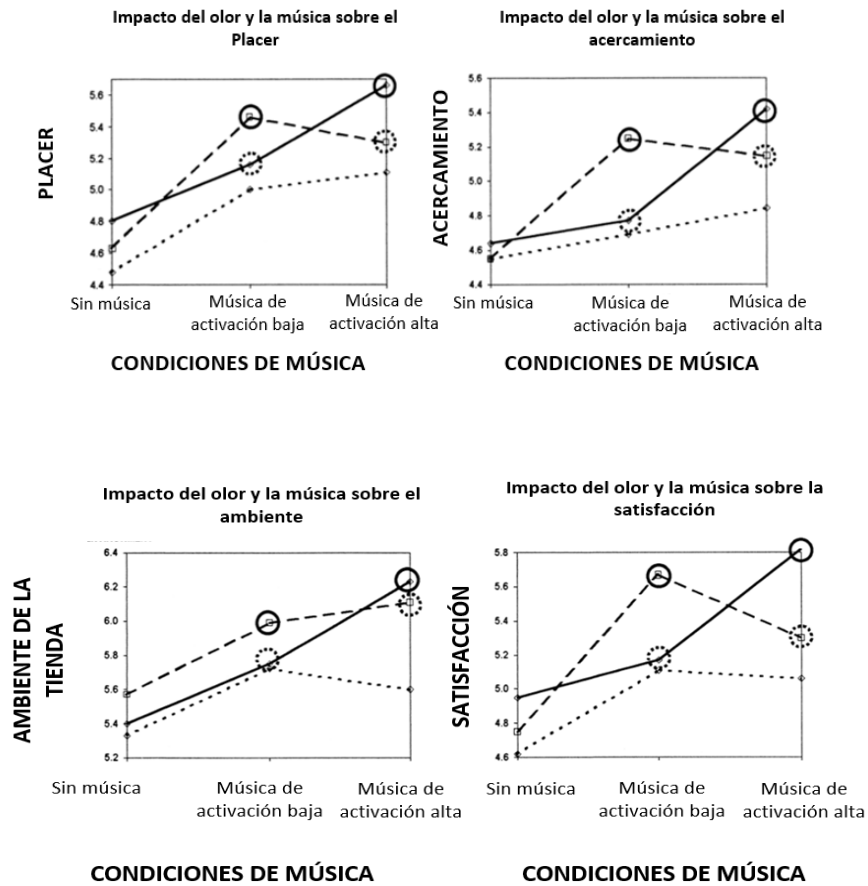 Impacto del olor y la música sobre el
Placer
PLACER
5.6
5.4
5.2
5.0
4.8
4.6
4.4
Sin música
Música de
activación baja
Música de
activación alta
CONDICIONES DE MÚSICA
Impacto del olor y la música sobre el
acercamiento
ACERCAMIENTO
5.6
5.4
5.2
5.0
4.8
4.6
4.4
Sin música
Música de
activación baja
Música de
activación alta
CONDICIONES DE MÚSICA
Impacto del olor y la música sobre el
ambiente
AMBIENTE DE LA
TIENDA
6.4
6.2
6.0
5.8
5.6
5.4
5.2
Sin música
Música de
activación baja
Música de
activación alta
CONDICIONES DE MÚSICA
Impacto del olor y la música sobre la
satisfacción
SATISFACCIÓN
5.8
5.6
5.4
5.2
5.0
4.8
4.6
Sin música
Música de
activación baja
Música de
activación alta
CONDICIONES DE MÚSICA